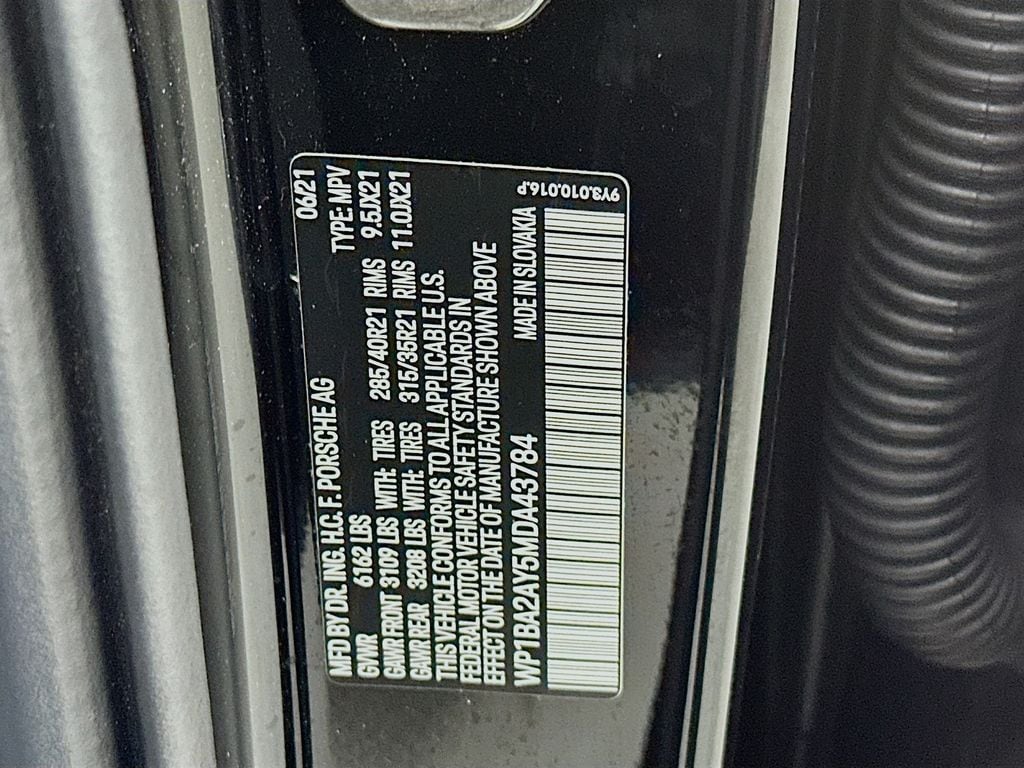 MFD BY DR. ING. H.C. F. PORSCHE AG 06/21
GVWR 6162 LBS TYPE: MPV
GAWR FRONT 3109 LBS WITH: TIRES 285/40R21 RIMS 9.5JX21
GAWR REAR 3208 LBS WITH: TIRES 315/35R21 RIMS 11.0JX21
THIS VEHICLE CONFORMS TO ALL APPLICABLE U.S.
FEDERAL MOTOR VEHICLE SAFETY STANDARDS IN
EFFECT ON THE DATE OF MANUFACTURE SHOWN ABOVE
WP1BA2AY5MDA43784 MADE IN SLOVAKIA
9Y3.010.016.P